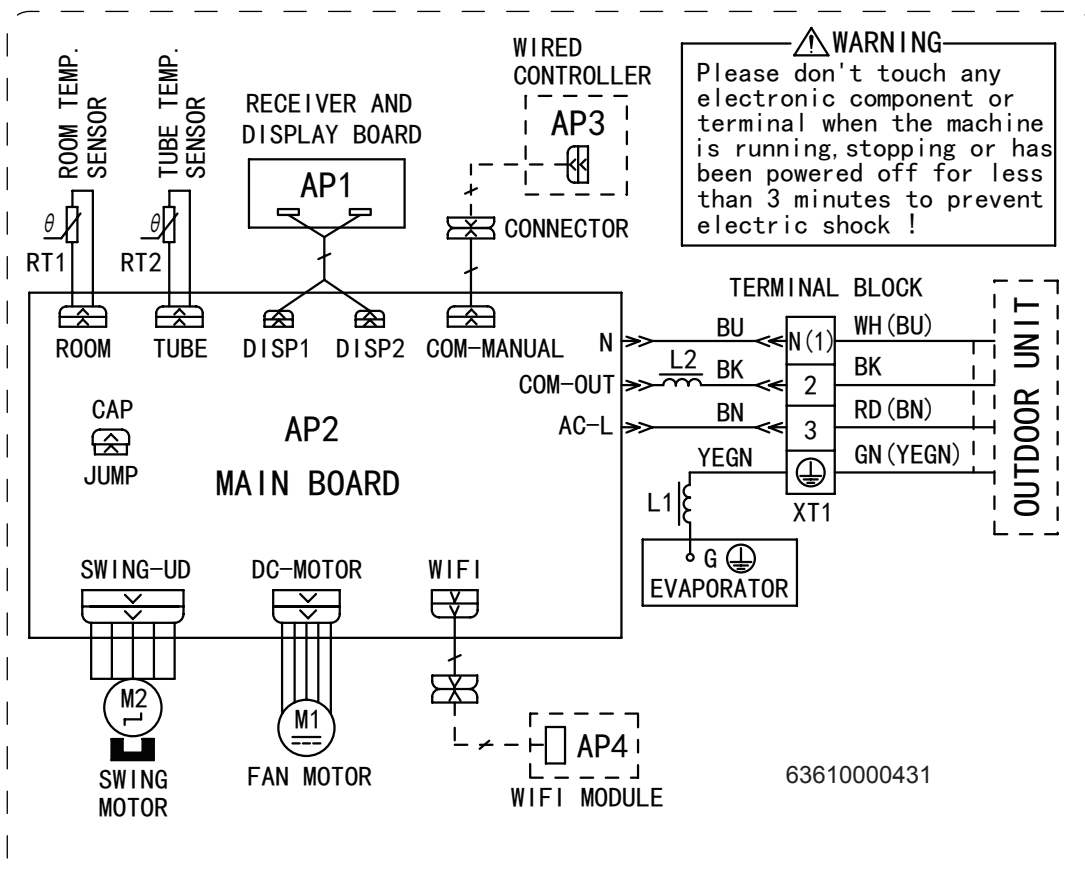 WARNING
Please don't touch any
electronic component or
terminal when the machine
is running,stopping or has
been powered off for less
than 3 minutes to prevent
electric shock !
ROOM TEMP.
SENSOR
TUBE TEMP.
SENSOR
RECEIVER AND
DISPLAY BOARD
AP1
WIRED
CONTROLLER
AP3
CONNECTOR
θ
RT1
θ
RT2
ROOM
TUBE
DISP1
DISP2
COM-MANUAL
N
COM-OUT
AC-L
CAP
JUMP
AP2
MAIN BOARD
TERMINAL BLOCK
BU
N(1)
WH(BU)
L2
BK
2
BK
BN
3
RD(BN)
YEGN
GN(YEGN)
XT1
OUTDOOR UNIT
L1
G
EVAPORATOR
SWING-UD
DC-MOTOR
WIFI
M2
SWING
MOTOR
M1
FAN MOTOR
AP4
WIFI MODULE
63610000431